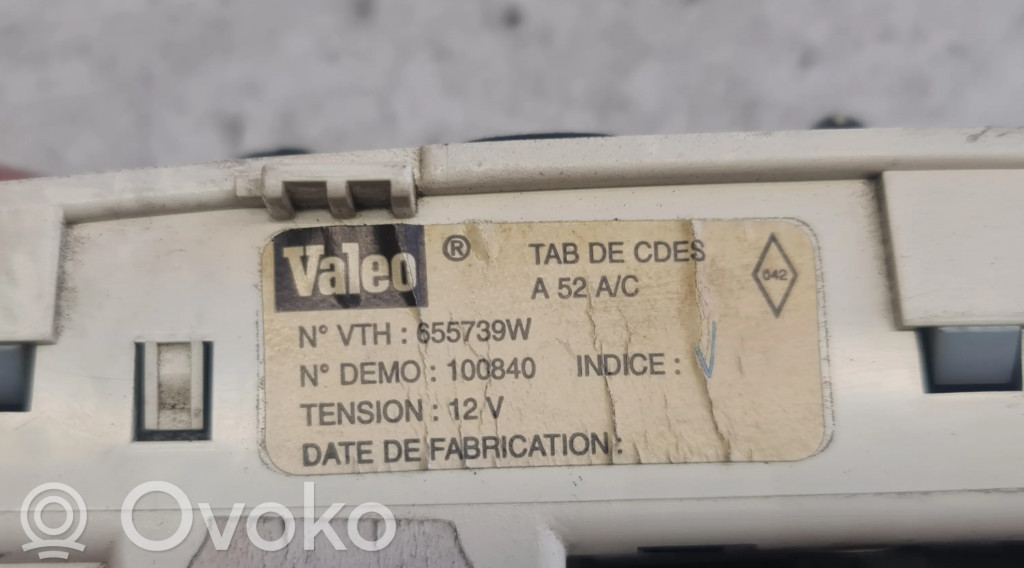 Valeo ® TAB DE CDES
A 52 A/C
642
N° VTH : 655739W
N° DEMO : 100840 INDICE :
TENSION : 12 V
DATE DE FABRICATION :
Ovoko